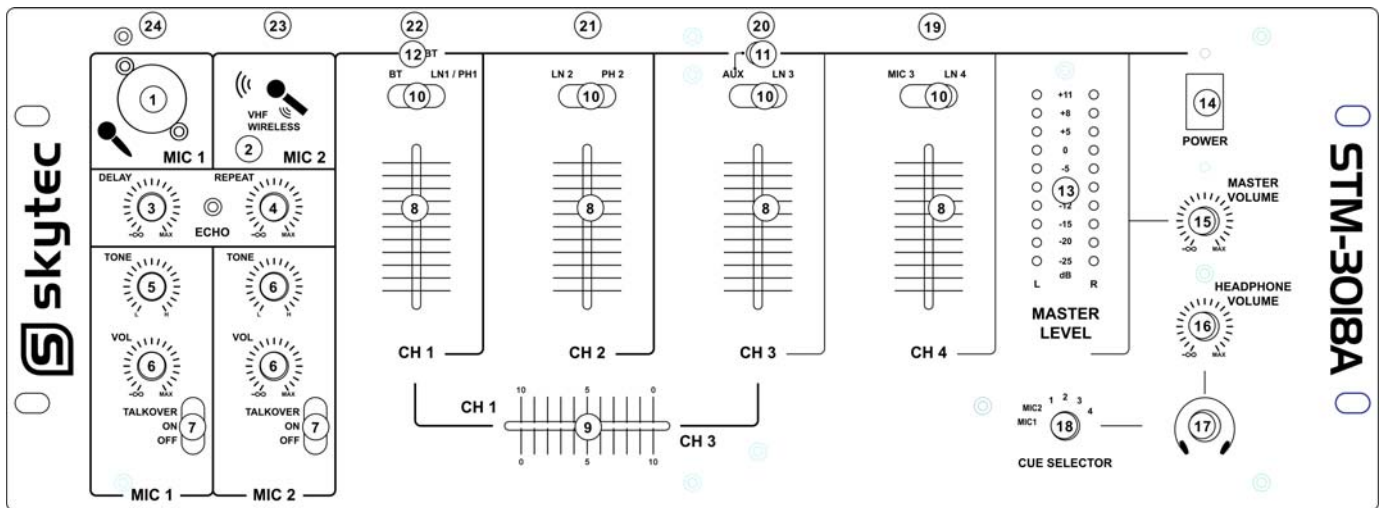 24 23 22 21 20 19
12 BT 11
BT LN1 / PH1 LN 2 PH 2 AUX LN 3 MIC 3 LN 4
10 10 10 10
1
VHF
WIRELESS
2
MIC 1 MIC 2
DELAY REPEAT
3 4
-∞ MAX ECHO -∞ MAX
TONE TONE
5 6
L H L H
VOL VOL
6 6
-∞ MAX -∞ MAX
TALKOVER TALKOVER
ON 7 ON 7
OFF OFF
MIC 1 MIC 2
8 8 8 8
CH 1 CH 2 CH 3 CH 4
10 5 0
CH 1
9
CH 3
0 5 10
+11
+8
+5
0
-5
13
-12
-15
-20
-25
dB
L R
MASTER
LEVEL
14
POWER
MASTER
VOLUME
15
-∞ MAX
HEADPHONE
VOLUME
16
-∞ MAX
MIC1 MIC2 1 2 3 4
18 17
CUE SELECTOR
skytec
STM-3018A